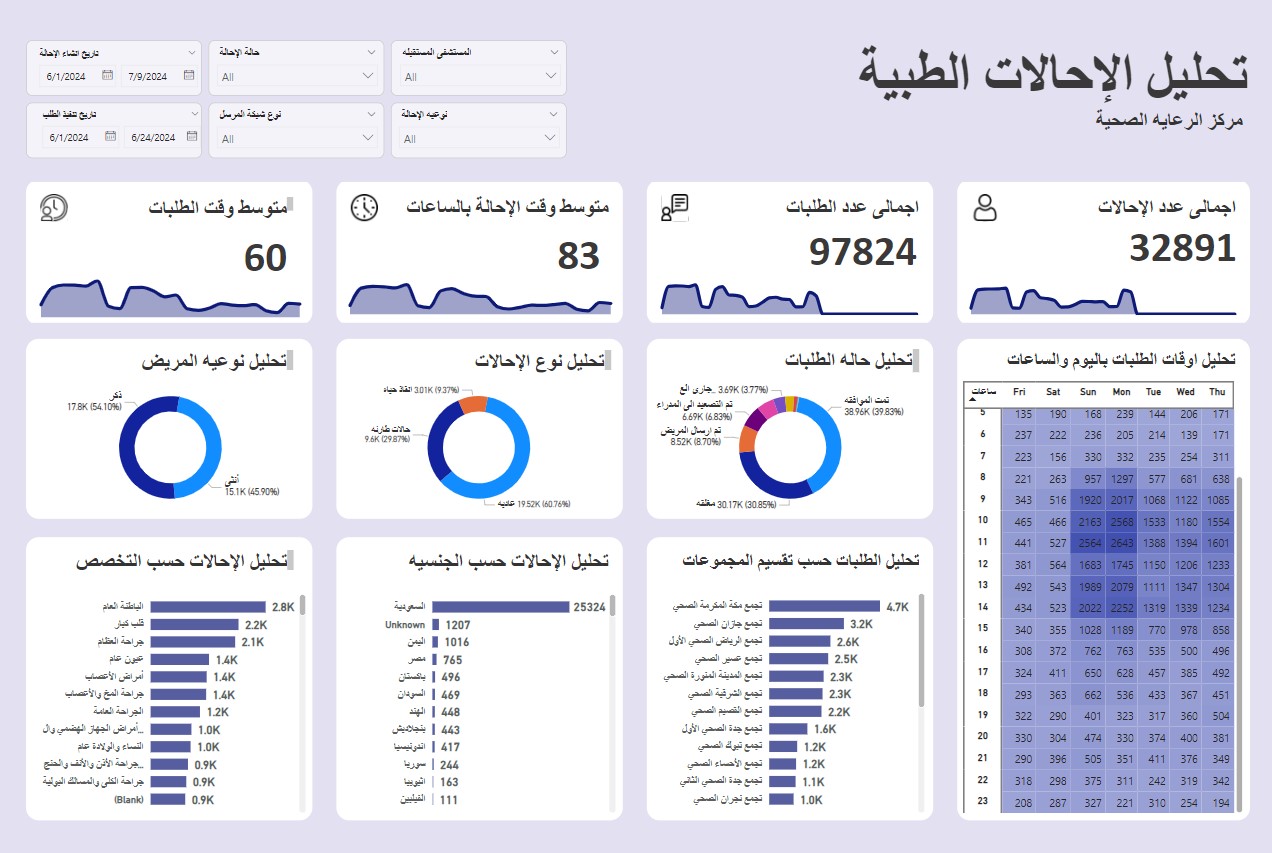 تحليل الإحالات الطبية
مركز الرعايه الصحية
المستشفى المستقبله
All
حالة الإحالة
All
تاريخ انشاء الإحالة
6/1/2024 7/9/2024
نوعيه الإحالة
All
نوع شبكة المرسل
All
تاريخ تنفيذ الطلب
6/1/2024 6/24/2024
اجمالى عدد الإحالات
32891
اجمالى عدد الطلبات
97824
متوسط وقت الإحالة بالساعات
83
متوسط وقت الطلبات
60
تحليل اوقات الطلبات باليوم والساعات
ساعات Fri Sat Sun Mon Tue Wed Thu
5 135 190 168 239 144 206 171
6 237 222 236 205 214 139 171
7 223 156 330 332 235 254 311
8 221 263 957 1297 577 681 638
9 343 516 1920 2017 1068 1122 1085
10 465 466 2163 2568 1533 1180 1554
11 441 527 2564 2643 1388 1394 1601
12 381 564 1683 1745 1150 1206 1233
13 492 543 1989 2079 1111 1347 1304
14 434 523 2022 2252 1319 1339 1234
15 340 355 1028 1189 770 978 858
16 308 372 762 763 535 500 496
17 324 411 650 628 457 385 492
18 293 363 662 536 433 367 451
19 322 290 401 323 317 360 504
20 330 304 474 330 374 400 381
21 290 396 505 351 411 376 349
22 318 298 375 311 242 319 342
23 208 287 327 221 310 254 194
تحليل حاله الطلبات
جارى الع... 3.69K (3.77%)
تم التصعيد الى المدراء
6.69K (6.83%)
تم ارسال المريض
8.52K (8.70%)
تمت الموافقه
38.96K (39.83%)
مغلقه 30.17K (30.85%)
تحليل نوع الإحالات
انقاذ حياه 3.01K (9.37%)
حالات طارئه
9.6K (29.87%)
عاديه 19.52K (60.76%)
تحليل نوعيه المريض
ذكر
17.8K (54.10%)
أنثى
15.1K (45.90%)
تحليل الطلبات حسب تقسيم المجموعات
تجمع مكة المكرمة الصحي 4.7K
تجمع جازان الصحي 3.2K
تجمع الرياض الصحي الأول 2.6K
تجمع عسير الصحي 2.5K
تجمع المدينة المنورة الصحي 2.3K
تجمع الشرقية الصحي 2.3K
تجمع القصيم الصحي 2.2K
تجمع جدة الصحي الأول 1.6K
تجمع تبوك الصحي 1.2K
تجمع الأحساء الصحي 1.2K
تجمع جدة الصحي الثاني 1.1K
تجمع نجران الصحي 1.0K
تحليل الإحالات حسب الجنسيه
السعودية 25324
Unknown 1207
اليمن 1016
مصر 765
باكستان 496
السودان 469
الهند 448
بنجلاديش 443
اندونيسيا 417
سوريا 244
اثيوبيا 163
الفيليبين 111
تحليل الإحالات حسب التخصص
الباطنة العام 2.8K
قلب كبار 2.2K
جراحة العظام 2.1K
عيون عام 1.4K
أمراض الأعصاب 1.4K
جراحة المخ والأعصاب 1.4K
الجراحة العامة 1.2K
أمراض الجهاز الهضمي وال... 1.0K
النساء والولادة عام 1.0K
جراحة الأذن والأنف والحنج... 0.9K
جراحة الكلى والمسالك البولية 0.9K
(Blank) 0.9K